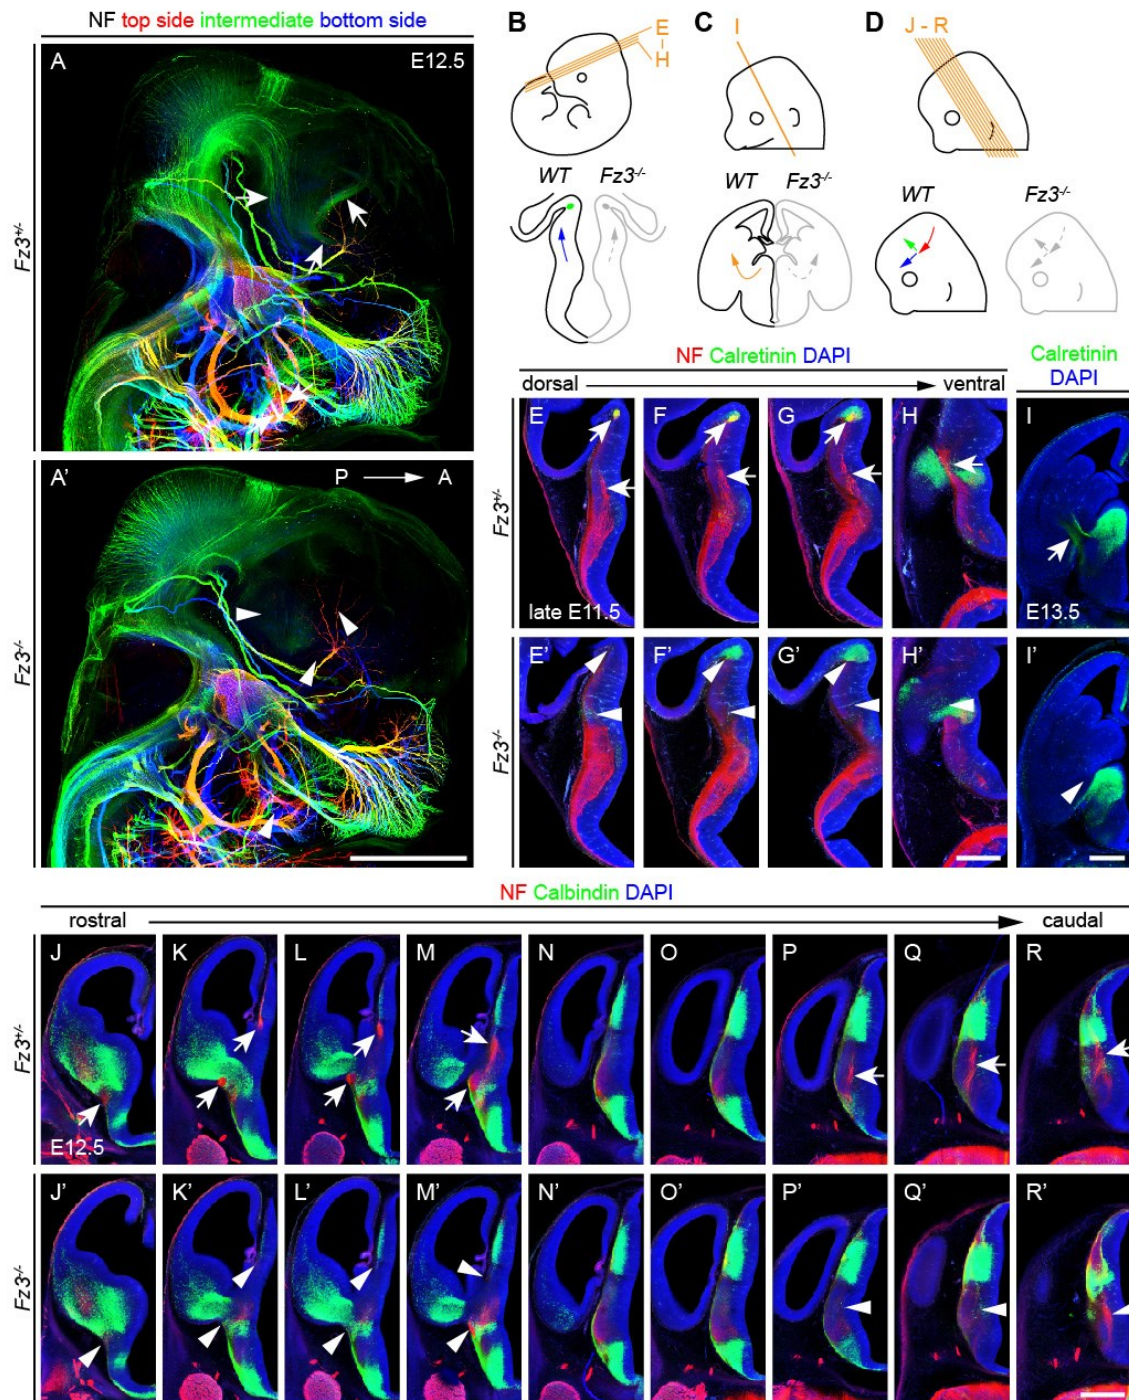 NF top side intermediate bottom side
A
E12.5
Fz3+/-
A'
P
A
Fz3-/-
B
E
H
WT
Fz3-/-
C
I
WT
Fz3-/-
D
J - R
WT
Fz3-/-
NF Calretinin DAPI
dorsal
ventral
Calretinin
DAPI
Fz3+/-
E
F
G
H
I
late E11.5
E13.5
Fz3-/-
E'
F'
G'
H'
I'
NF Calbindin DAPI
rostral
caudal
Fz3+/-
J
K
L
M
N
O
P
Q
R
E12.5
Fz3-/-
J'
K'
L'
M'
N'
O'
P'
Q'
R'